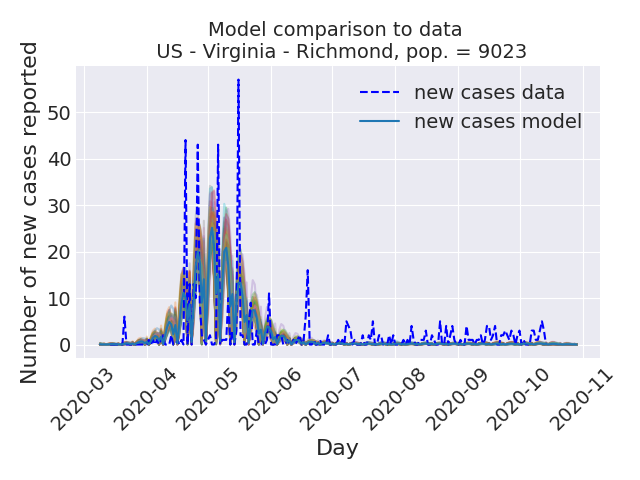 Model comparison to data
US - Virginia - Richmond, pop. = 9023
new cases data
new cases model
Number of new cases reported
50
40
30
20
10
0
2020-03
2020-04
2020-05
2020-06
2020-07
2020-08
2020-09
2020-10
2020-11
Day